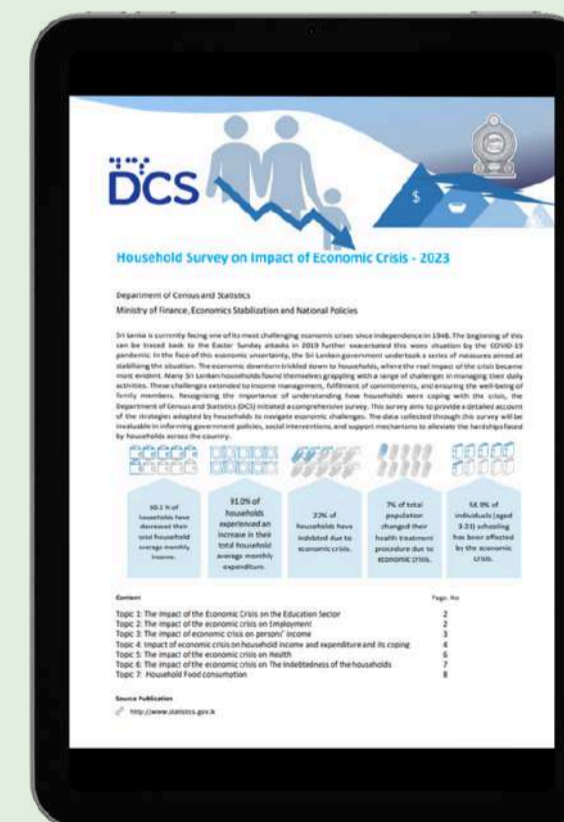 DCS
Household Survey on Impact of Economic Crisis - 2023
Department of Census and Statistics
Ministry of Finance, Economics Stabilization and National Policies
Sri Lanka is currently facing one of its most challenging economic crises since independence in 1948. The beginning of this
can be traced back to the Easter Sunday attacks in 2019 further exacerbated this woes situation by the COVID-19
pandemic. In the face of this economic uncertainty, the Sri Lankan government undertook a series of measures aimed at
stabilising the situation. The economic downturn trickled down to households, where the real impact of the crisis became
most evident. Many Sri Lankan households found themselves grappling with a range of challenges in managing their daily
activities. These challenges extended to income management, fulfilment of commitments, and ensuring the well-being of
family members. Recognising the importance of understanding how households were coping with the crisis, the
Department of Census and Statistics (DCS) initiated a comprehensive survey. This survey aims to provide a detailed account
of the strategies adopted by households to navigate economic challenges. The data collected through this survey will be
invaluable in informing government policies, social interventions, and support mechanisms to alleviate the hardships faced
by households across the country.
% of
households have
decreased their
total household
average monthly
income.
91.0% of
households
experienced an
increase in their
total household
average monthly
expenditure.
22% of
households have
indebted due to
economic crisis.
7% of total
population
changed their
health treatment
procedure due to
economic crisis.
54.9% of
individuals (aged
3-21) schooling
has been affected
by the economic
crisis.
Content Page. No
Topic 1: The Impact of the Economic Crisis on the Education Sector 2
Topic 2: The impact of the economic crisis on Employment 2
Topic 3: The impact of economic crisis on persons' Income 3
Topic 4: Impact of economic crisis on household income and expenditure and its coping 4
Topic 5: The impact of the economic crisis on Health 6
Topic 6: The impact of the economic crisis on The Indebtedness of the households 7
Topic 7: Household Food consumption 8
Source Publication
http://www.statistics.gov.lk